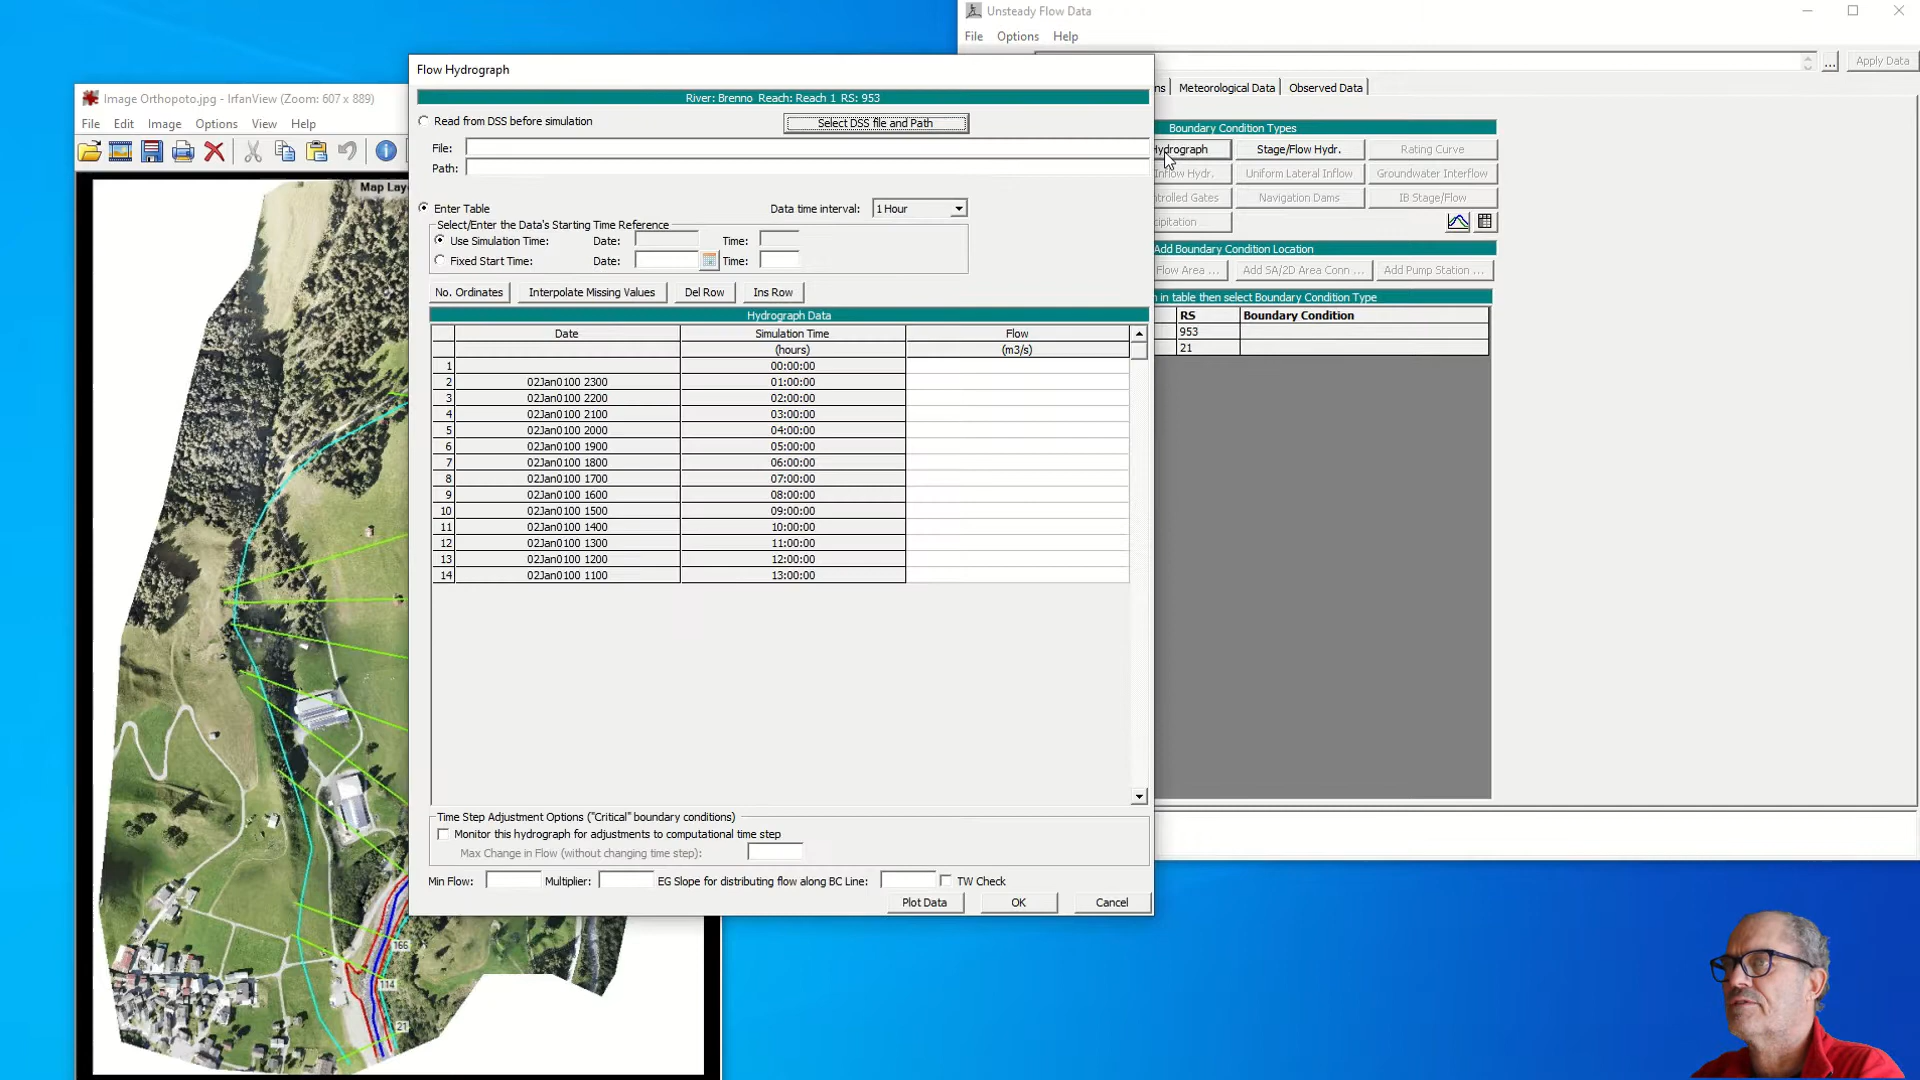 Unsteady Flow Data
File Options Help
Apply Data
Flow Hydrograph
Meteorological Data Observed Data
Image Orthopoto.jpg - IrfanView (Zoom: 607 x 889)
File Edit Image Options View Help
River: Brenno Reach: Reach 1 RS: 953
Read from DSS before simulation
Select DSS file and Path
File:
Path:
Boundary Condition Types
Hydrograph Stage/Flow Hydr. Rating Curve
Inflow Hydr. Uniform Lateral Inflow Groundwater Interflow
Navigation Dams IB Stage/Flow
Enter Table
Data time interval: 1 Hour
Select/Enter the Data's Starting Time Reference
Use Simulation Time: Date: Time:
Fixed Start Time: Date: Time:
Add Boundary Condition Location
Flow Area ... Add SA/2D Area Conn ... Add Pump Station ...
in table then select Boundary Condition Type
RS Boundary Condition
953
21
No. Ordinates Interpolate Missing Values Del Row Ins Row
Hydrograph Data
Date Simulation Time Flow
(hours) (m3/s)
1 00:00:00
2 02Jan0100 2300 01:00:00
3 02Jan0100 2200 02:00:00
4 02Jan0100 2100 03:00:00
5 02Jan0100 2000 04:00:00
6 02Jan0100 1900 05:00:00
7 02Jan0100 1800 06:00:00
8 02Jan0100 1700 07:00:00
9 02Jan0100 1600 08:00:00
10 02Jan0100 1500 09:00:00
11 02Jan0100 1400 10:00:00
12 02Jan0100 1300 11:00:00
13 02Jan0100 1200 12:00:00
14 02Jan0100 1100 13:00:00
Time Step Adjustment Options ("Critical" boundary conditions)
Monitor this hydrograph for adjustments to computational time step
Max Change in Flow (without changing time step):
Min Flow: Multiplier: EG Slope for distributing flow along BC Line: TW Check
Plot Data OK Cancel
Map Lay
166
114
21